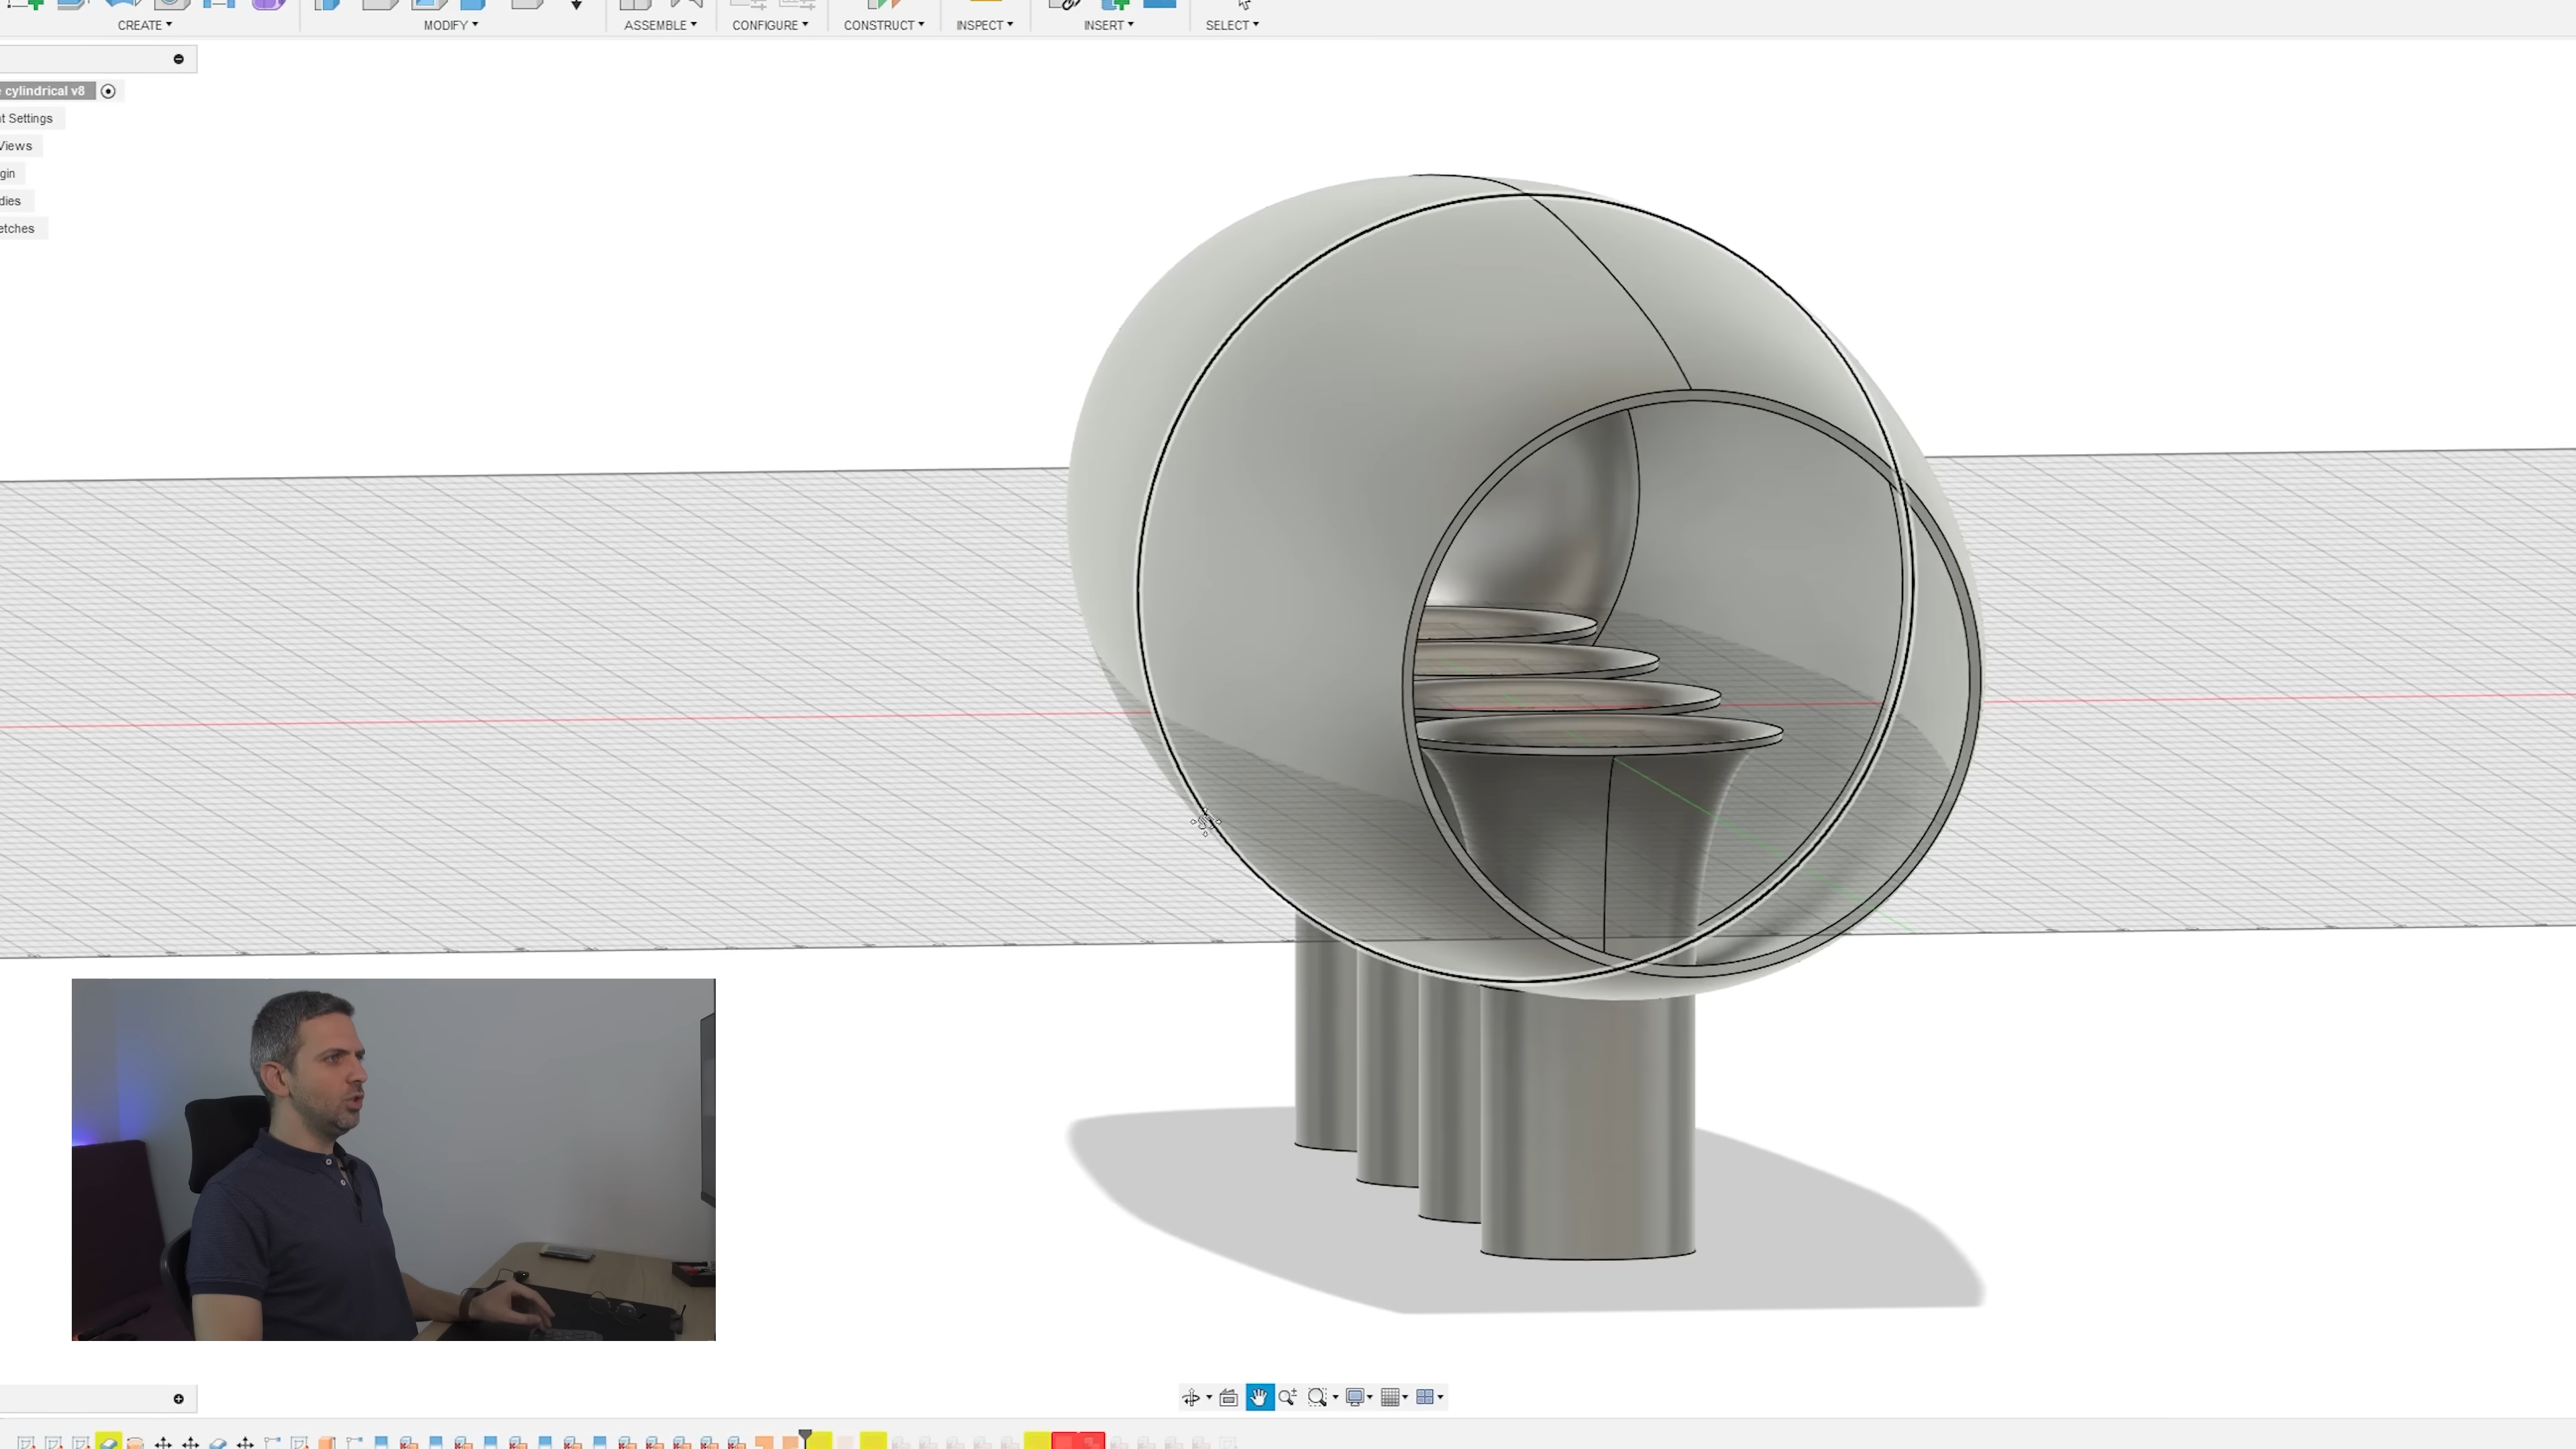 CREATE
MODIFY
ASSEMBLE
CONFIGURE
CONSTRUCT
INSPECT
INSERT
SELECT
cylindrical v8
t Settings
Views
gin
dies
etches